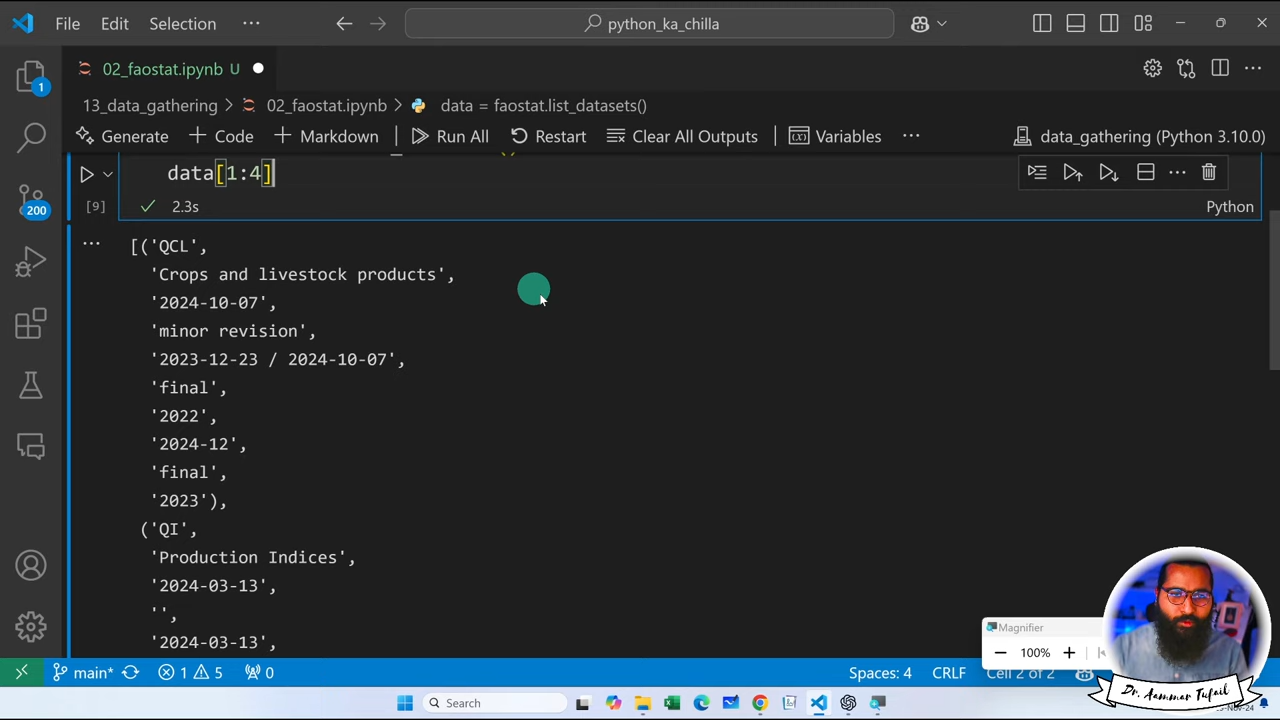 File Edit Selection ··· python_ka_chilla
02_faostat.ipynb U
13_data_gathering > 02_faostat.ipynb > data = faostat.list_datasets()
Generate + Code + Markdown Run All Restart Clear All Outputs Variables ··· data_gathering (Python 3.10.0)
data[1:4]
[9] 2.3s Python
[('QCL',
'Crops and livestock products',
'2024-10-07',
'minor revision',
'2023-12-23 / 2024-10-07',
'final',
'2022',
'2024-12',
'final',
'2023'),
('QI',
'Production Indices',
'2024-03-13',
'',
'2024-03-13',
1
200
Magnifier
100%
main* 1 5 0 Spaces: 4 CRLF Cell 2 of 2
Dr. Aammar Tufail
Search